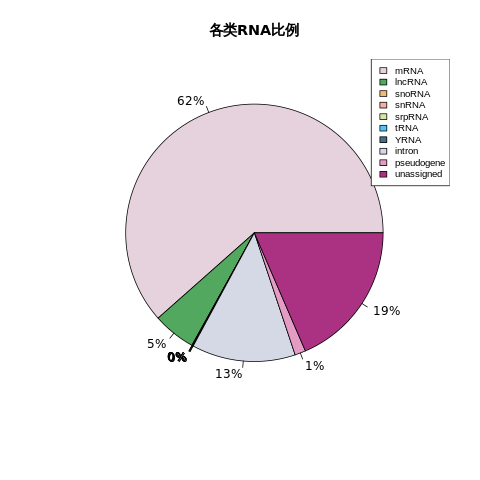 各类RNA比例
mRNA
lncRNA
snoRNA
snRNA
srpRNA
tRNA
YRNA
intron
pseudogene
unassigned
62%
5%
0%
13%
1%
19%